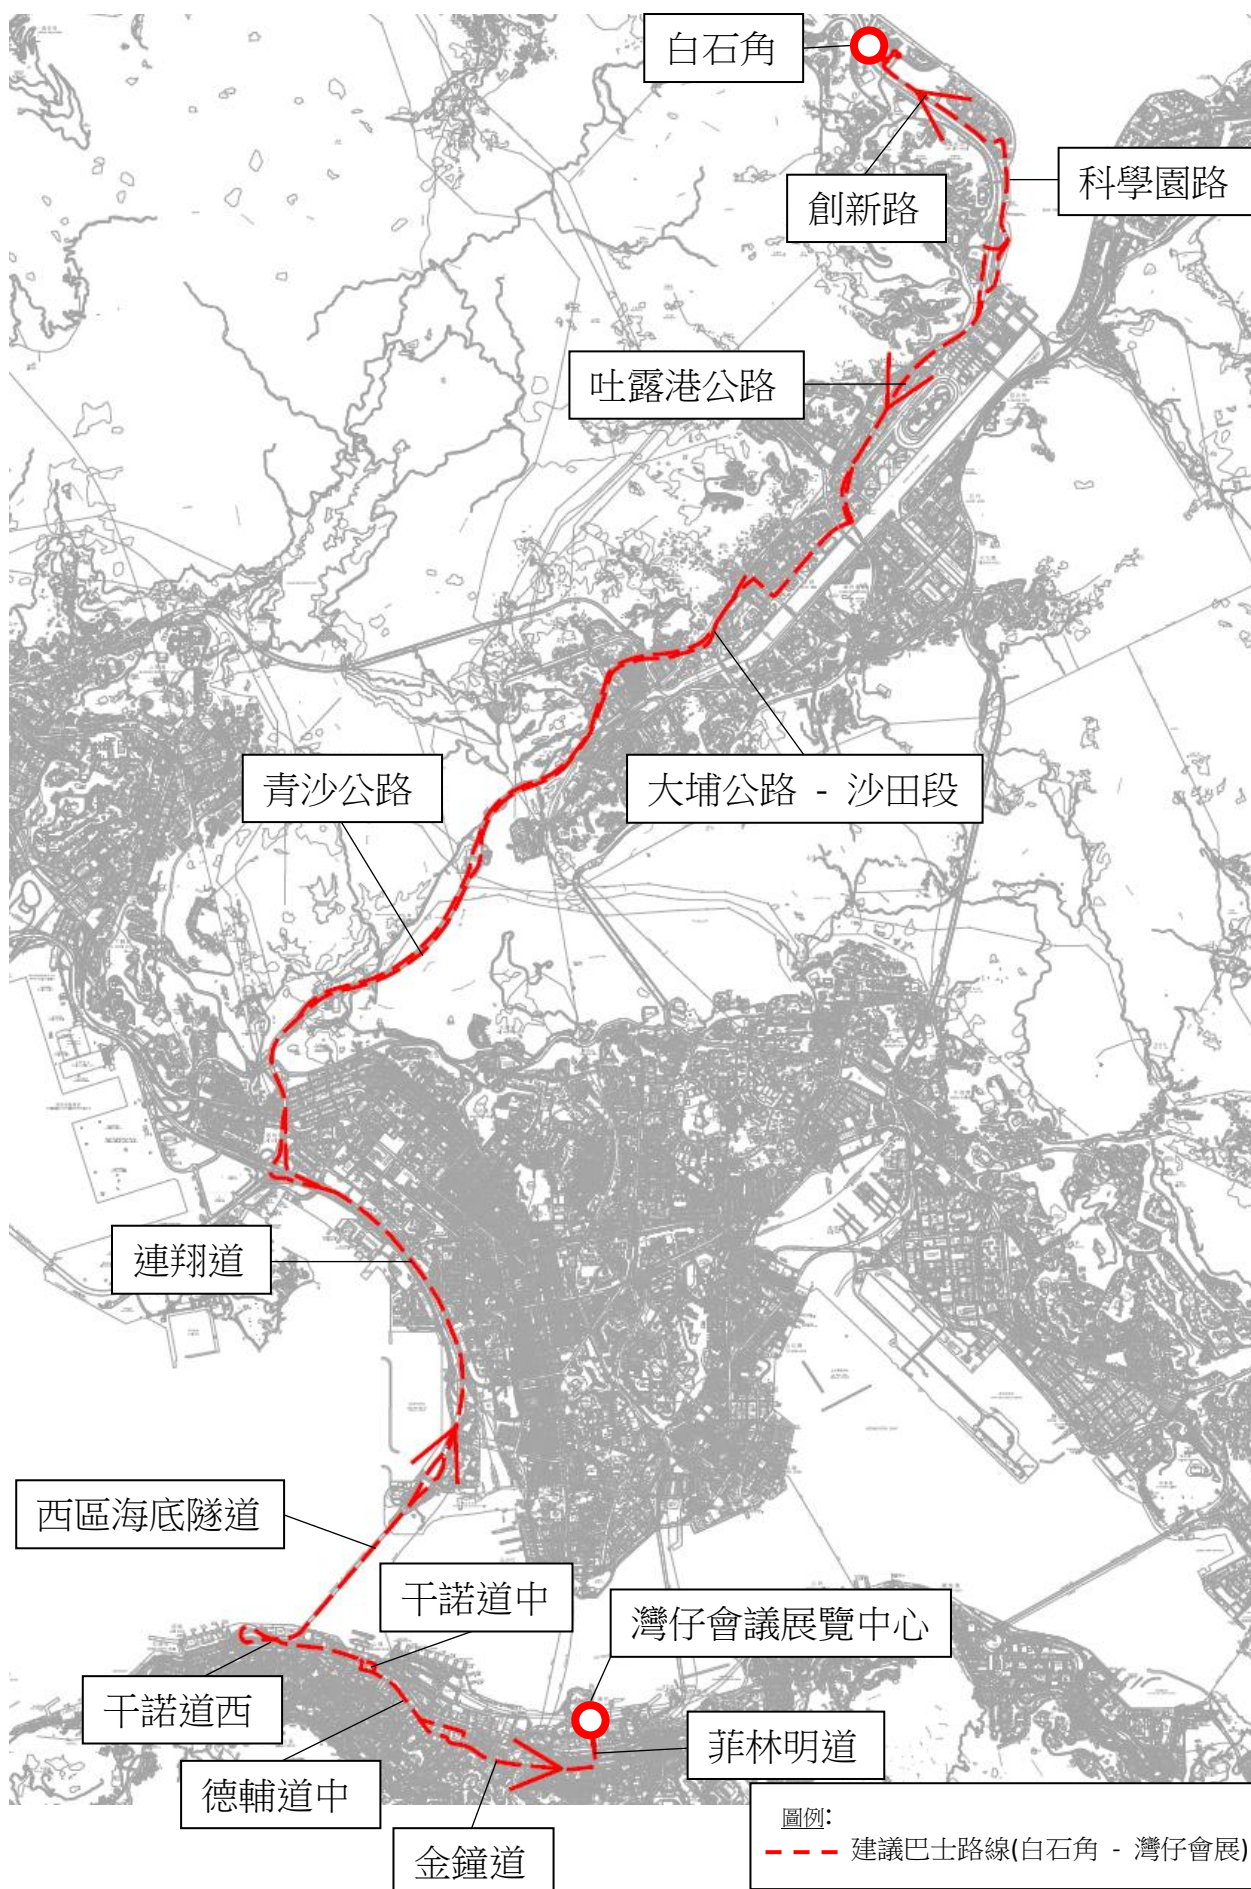 白石角
科學園路
創新路
吐露港公路
青沙公路
大埔公路 - 沙田段
連翔道
西區海底隧道
干諾道中
灣仔會議展覽中心
干諾道西
菲林明道
德輔道中
金鐘道
圖例:
建議巴士路線(白石角 - 灣仔會展)